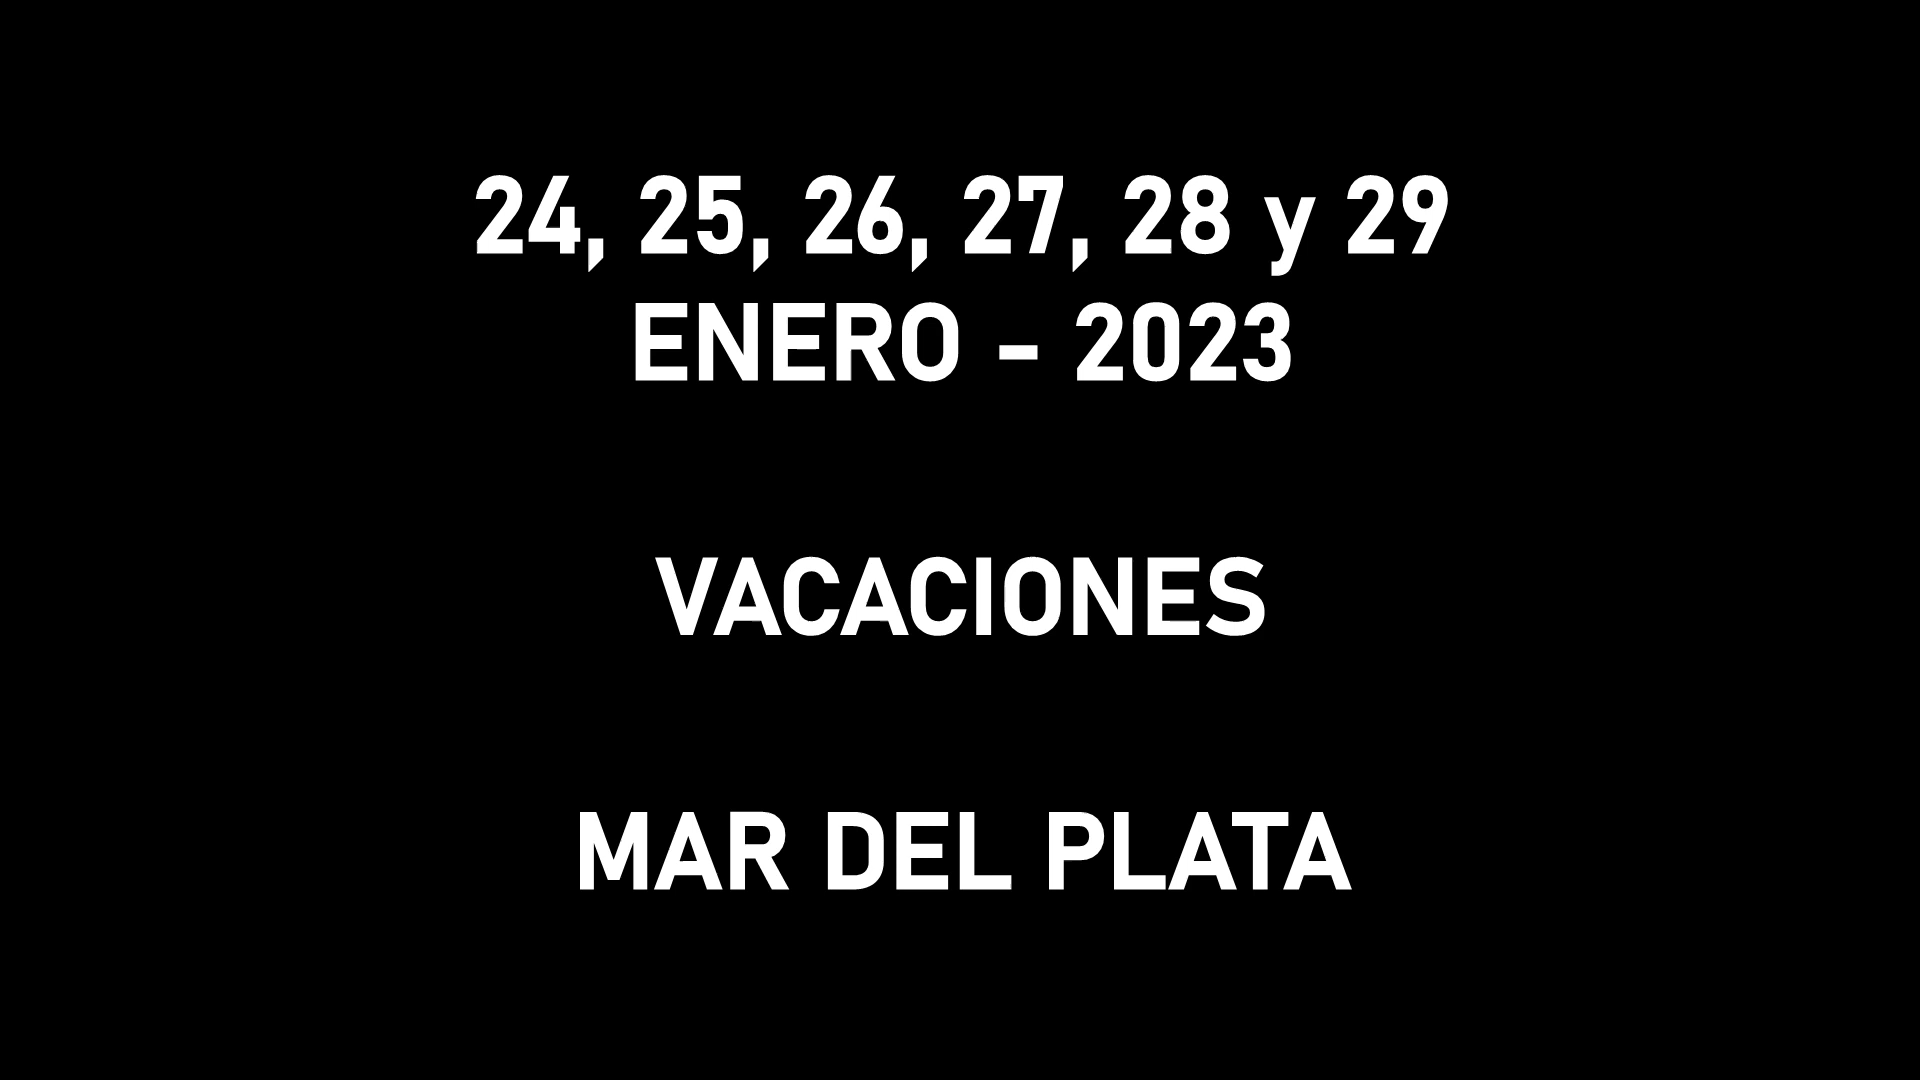 24, 25, 26, 27, 28 y 29
ENERO - 2023
VACACIONES
MAR DEL PLATA